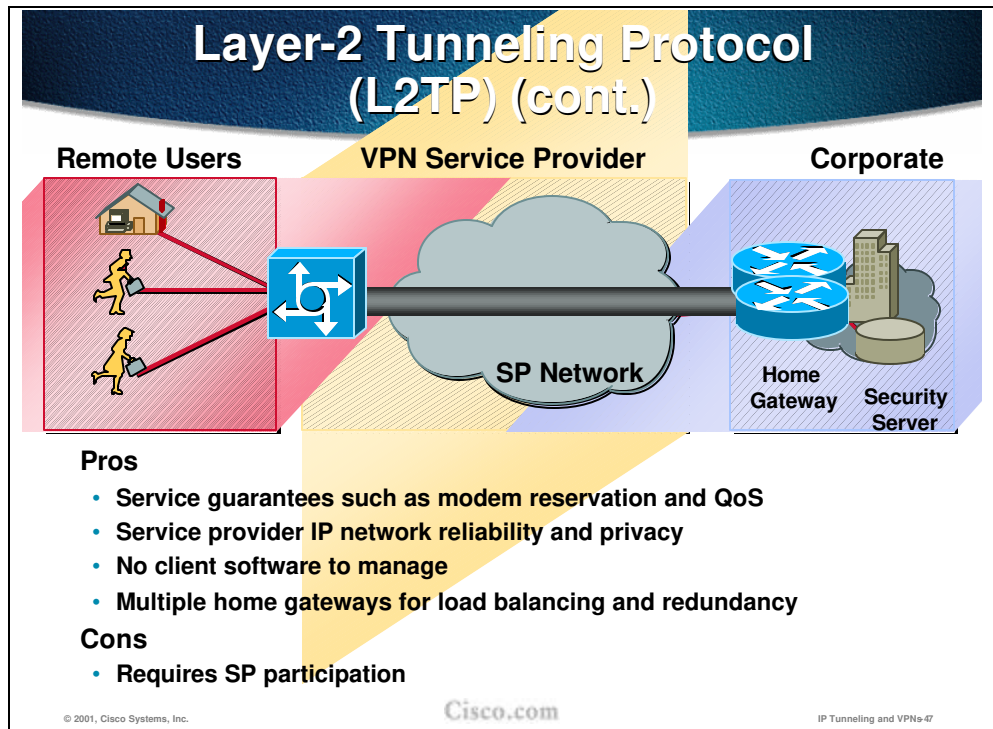 Layer-2 Tunneling Protocol
(L2TP) (cont.)
Remote Users VPN Service Provider Corporate
SP Network
Home
Gateway
Security
Server
Pros
• Service guarantees such as modem reservation and QoS
• Service provider IP network reliability and privacy
• No client software to manage
• Multiple home gateways for load balancing and redundancy
Cons
• Requires SP participation
© 2001, Cisco Systems, Inc. Cisco.com IP Tunneling and VPNs-47